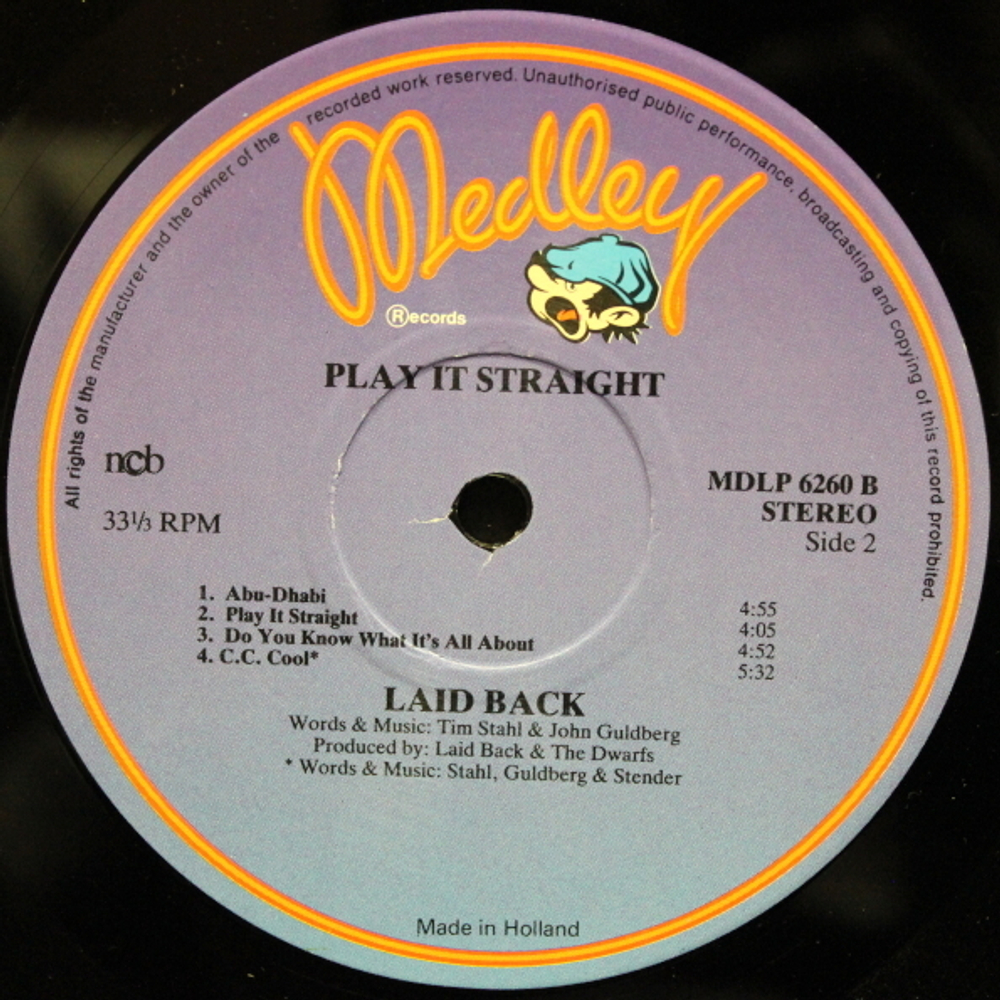 All rights of the manufacturer and the owner of the recorded work reserved. Unauthorised public performance, broadcasting and copying of this record prohibited.
Medley
®ecords
PLAY IT STRAIGHT
ncb
33⅓ RPM
MDLP 6260 B
STEREO
Side 2
1. Abu-Dhabi 4:55
2. Play It Straight 4:05
3. Do You Know What It's All About 4:52
4. C.C. Cool* 5:32
LAID BACK
Words & Music: Tim Stahl & John Guldberg
Produced by: Laid Back & The Dwarfs
* Words & Music: Stahl, Guldberg & Stender
Made in Holland